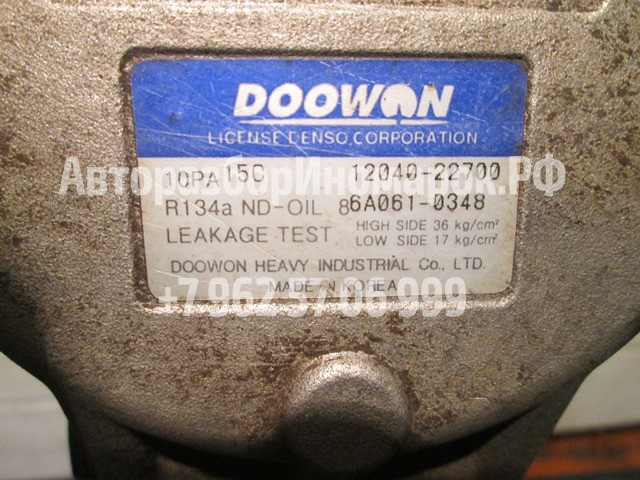 DOOWON
LICENSE DENSO CORPORATION
10PA15C 12040-22700
АвторазборИномарок.РФ
R134a ND-OIL 8 6A061-0348
LEAKAGE TEST HIGH SIDE 36 kg/cm²
LOW SIDE 17 kg/cm²
DOOWON HEAVY INDUSTRIAL Co., LTD.
MADE IN KOREA
+7 962 5706 999